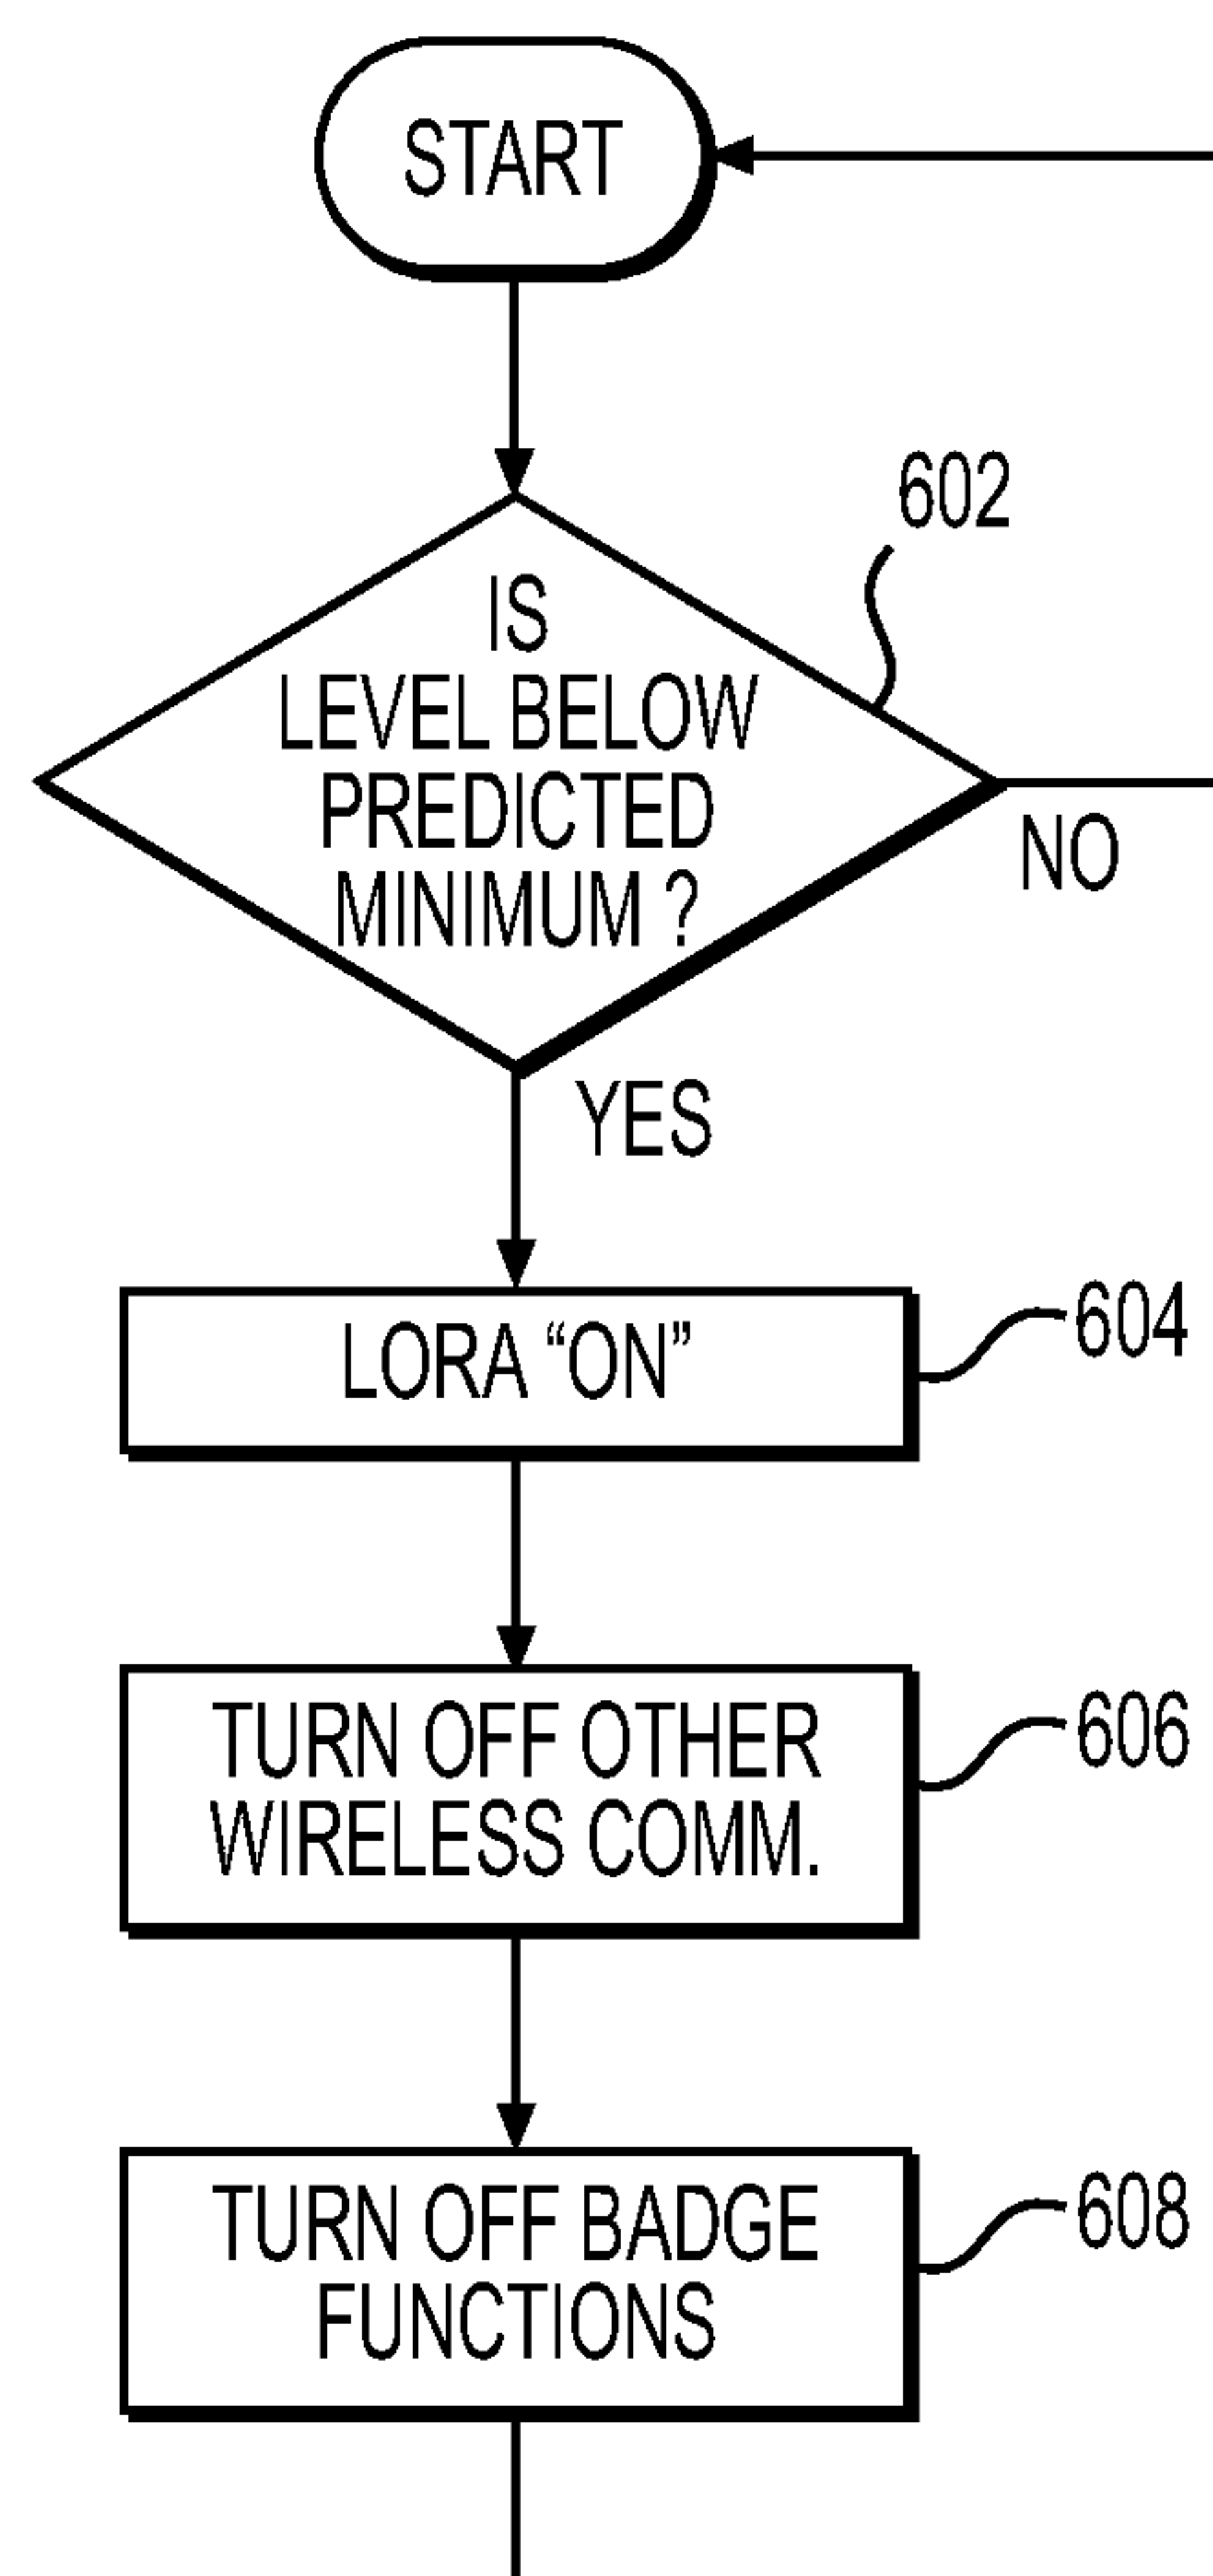 START
602
IS
LEVEL BELOW
PREDICTED
MINIMUM ?
NO
YES
LORA “ON”
604
TURN OFF OTHER
WIRELESS COMM.
606
TURN OFF BADGE
FUNCTIONS
608